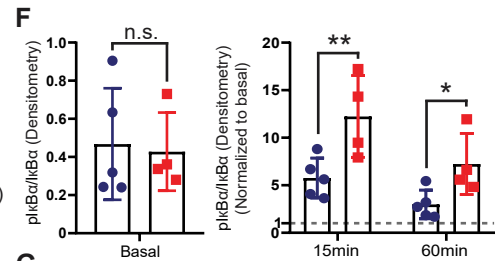 F
n.s.
pIκBα/IκBα (Densitometry)
1.0
0.8
0.6
0.4
0.2
0
Basal
pIκBα/IκBα (Densitometry)
(Normalized to basal)
**
*
20
15
10
5
1
0
15min
60min
)